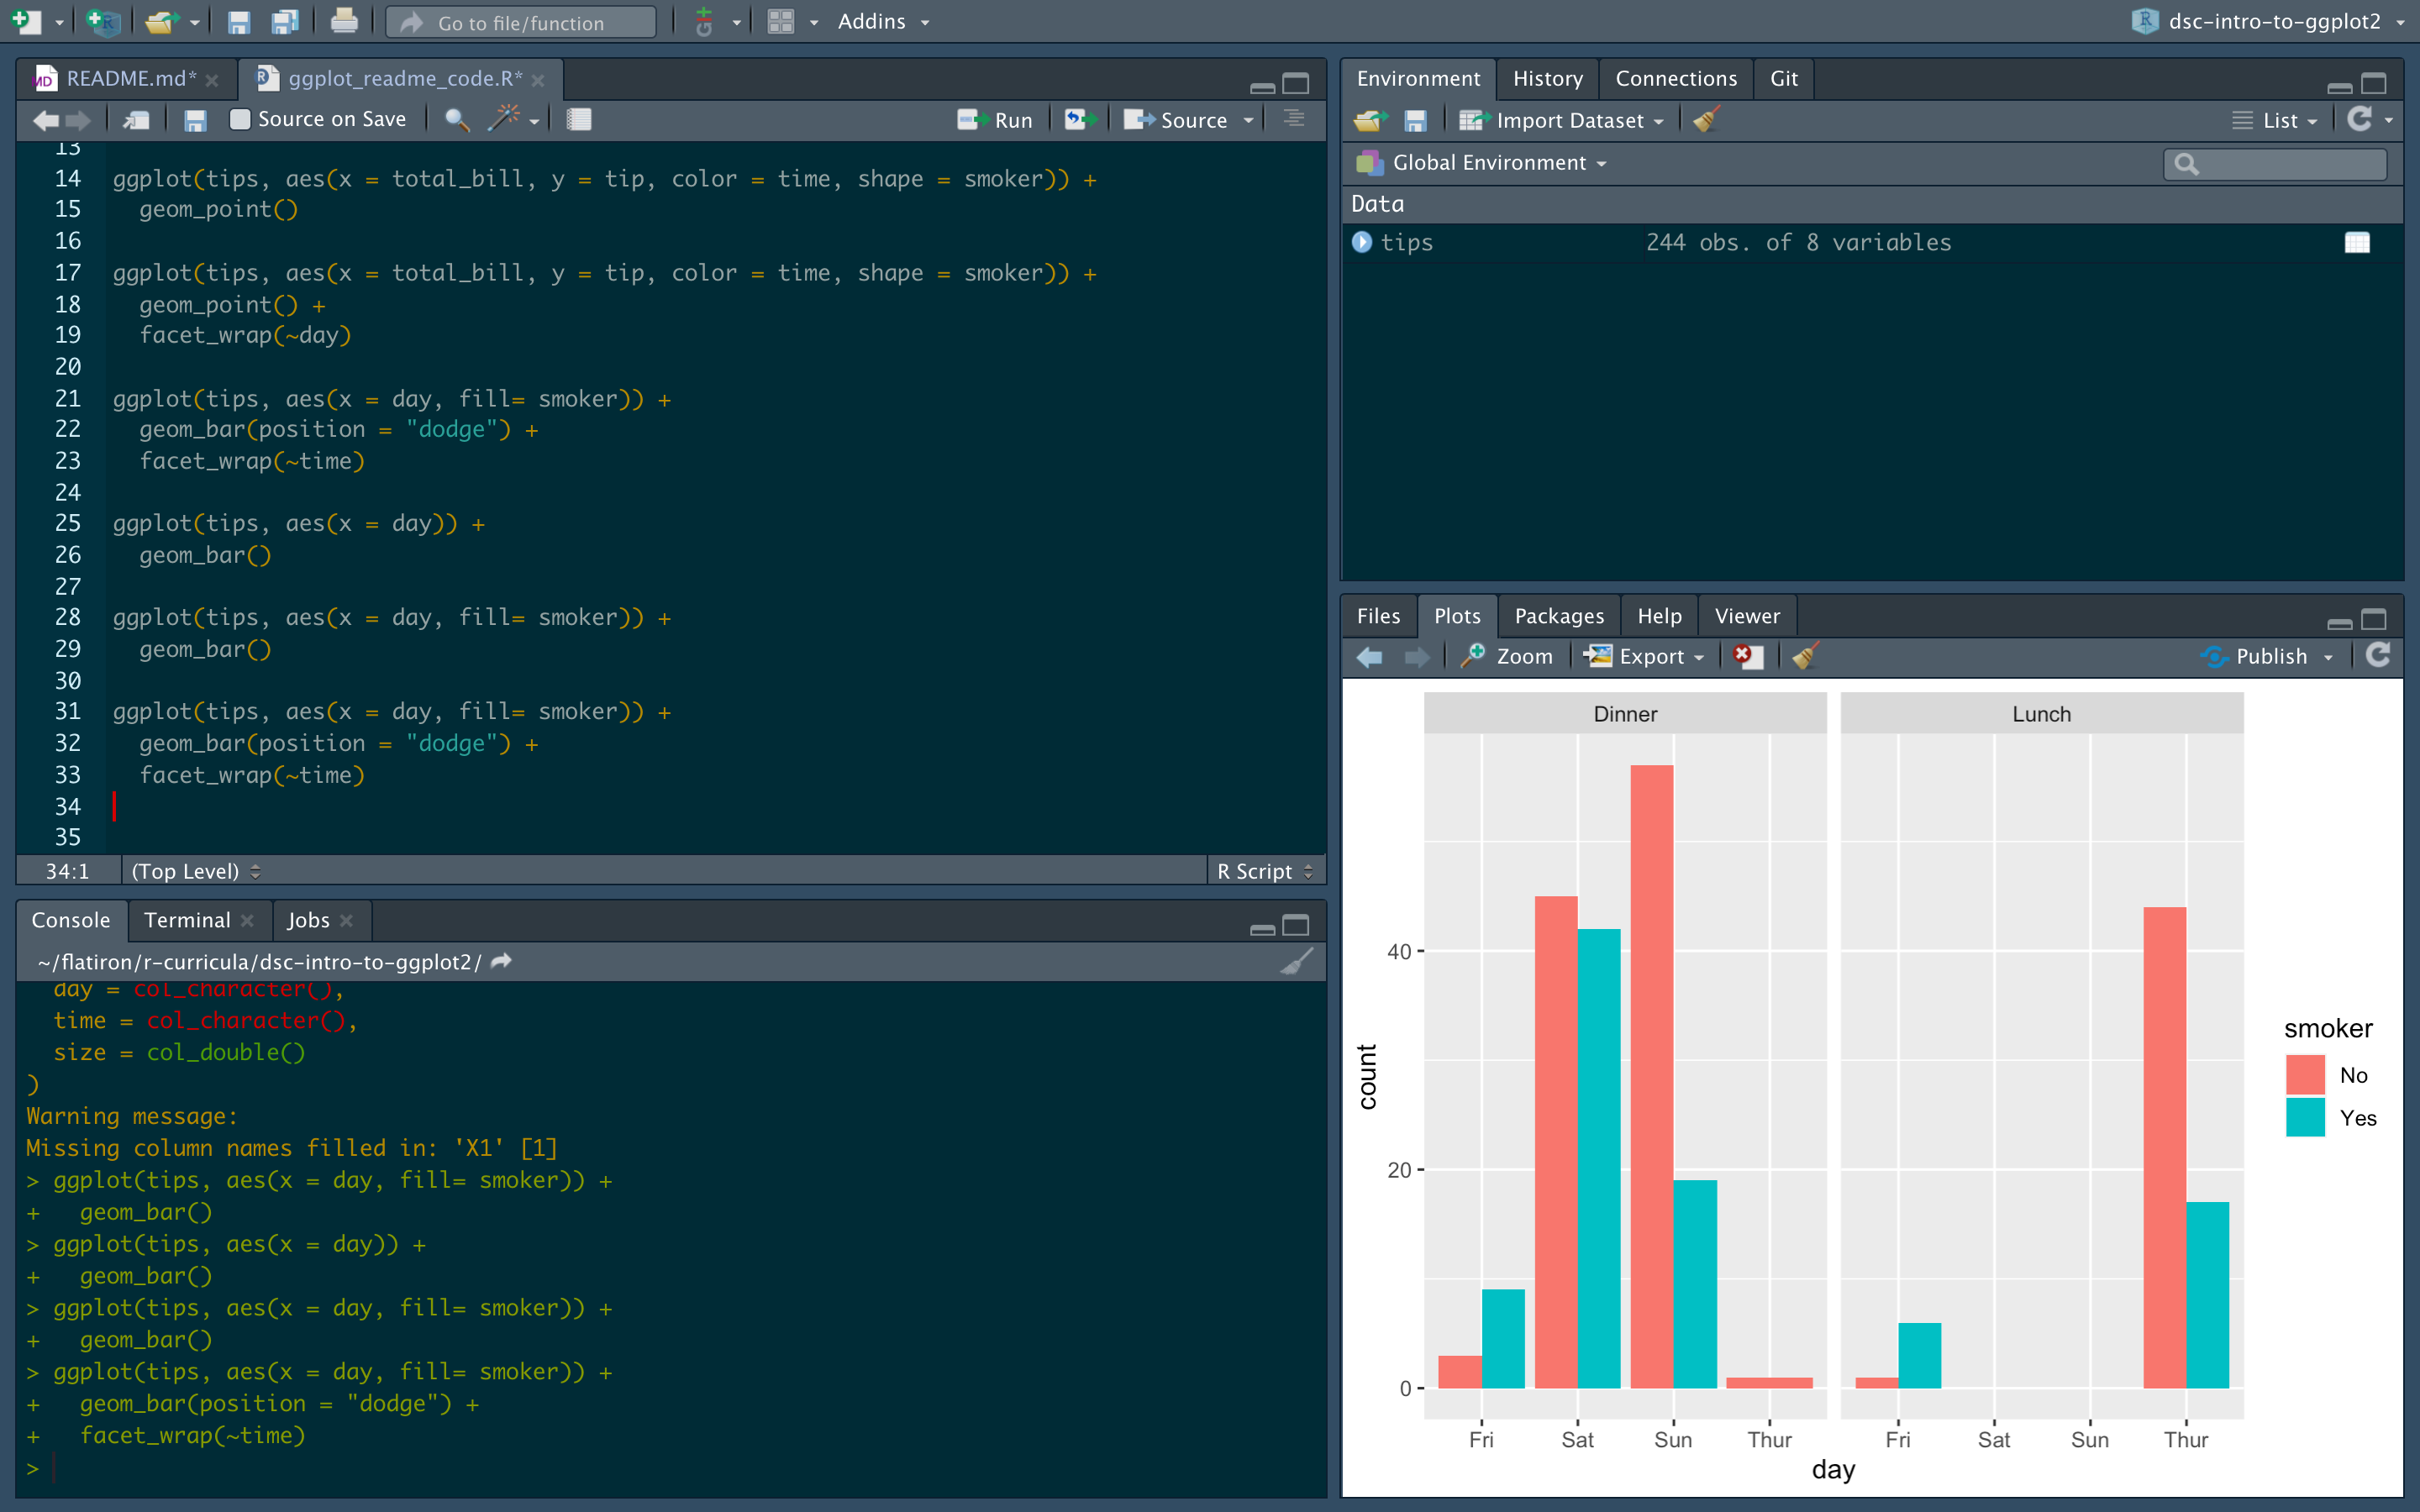 Go to file/function
Addins
dsc-intro-to-ggplot2
README.md*
ggplot_readme_code.R*
Source on Save
Run
Source
13
14 ggplot(tips, aes(x = total_bill, y = tip, color = time, shape = smoker)) +
15   geom_point()
16
17 ggplot(tips, aes(x = total_bill, y = tip, color = time, shape = smoker)) +
18   geom_point() +
19   facet_wrap(~day)
20
21 ggplot(tips, aes(x = day, fill= smoker)) +
22   geom_bar(position = "dodge") +
23   facet_wrap(~time)
24
25 ggplot(tips, aes(x = day)) +
26   geom_bar()
27
28 ggplot(tips, aes(x = day, fill= smoker)) +
29   geom_bar()
30
31 ggplot(tips, aes(x = day, fill= smoker)) +
32   geom_bar(position = "dodge") +
33   facet_wrap(~time)
34
35
34:1 (Top Level) R Script
Console Terminal Jobs
~/flatiron/r-curricula/dsc-intro-to-ggplot2/
  day = col_character(),
  time = col_character(),
  size = col_double()
)
Warning message:
Missing column names filled in: 'X1' [1]
> ggplot(tips, aes(x = day, fill= smoker)) +
+   geom_bar()
> ggplot(tips, aes(x = day)) +
+   geom_bar()
> ggplot(tips, aes(x = day, fill= smoker)) +
+   geom_bar()
> ggplot(tips, aes(x = day, fill= smoker)) +
+   geom_bar(position = "dodge") +
+   facet_wrap(~time)
>
Environment History Connections Git
Import Dataset List
Global Environment
Data
tips 244 obs. of 8 variables
Files Plots Packages Help Viewer
Zoom Export Publish
Dinner Lunch
40
20
0
count
Fri Sat Sun Thur Fri Sat Sun Thur
day
smoker
No
Yes